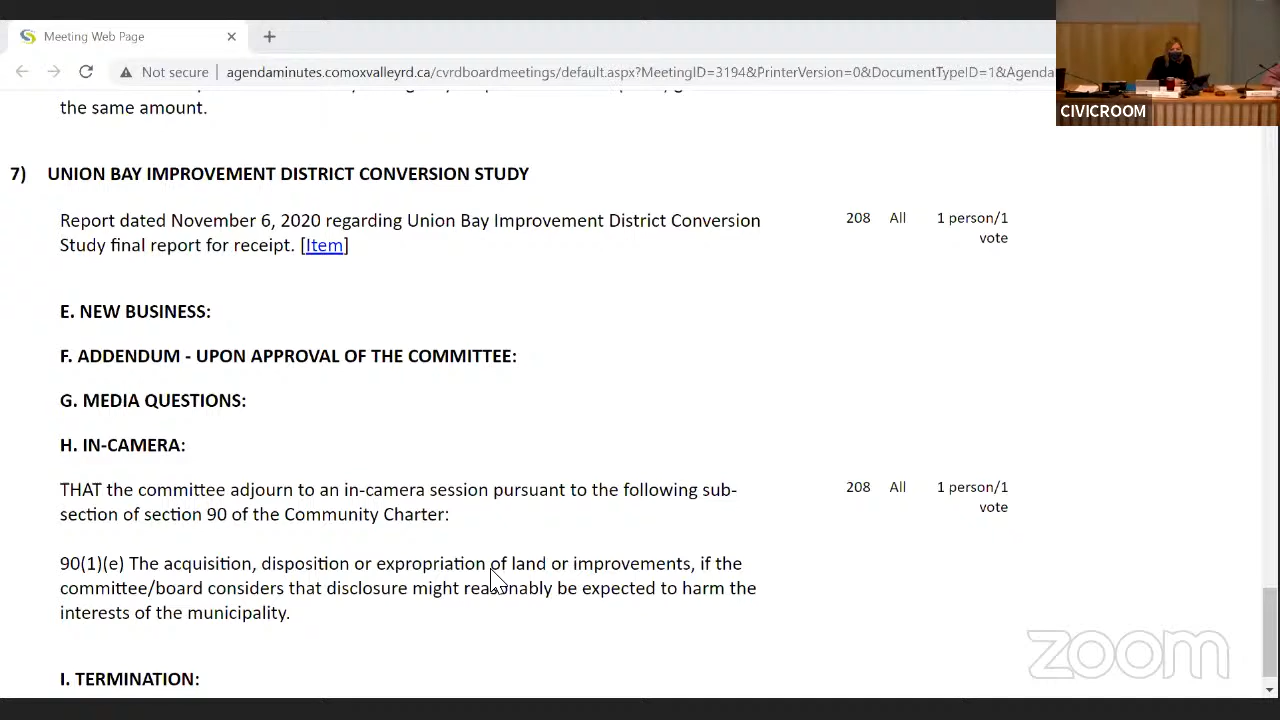 Meeting Web Page
Not secure
agendaminutes.comoxvalleyrd.ca/cvrdboardmeetings/default.aspx?MeetingID=3194&PrinterVersion=0&DocumentTypeID=1&Agenda
CIVICROOM
the same amount.
7) UNION BAY IMPROVEMENT DISTRICT CONVERSION STUDY
Report dated November 6, 2020 regarding Union Bay Improvement District Conversion 208 All 1 person/1
Study final report for receipt. [Item] vote
E. NEW BUSINESS:
F. ADDENDUM - UPON APPROVAL OF THE COMMITTEE:
G. MEDIA QUESTIONS:
H. IN-CAMERA:
THAT the committee adjourn to an in-camera session pursuant to the following sub- 208 All 1 person/1
section of section 90 of the Community Charter: vote
90(1)(e) The acquisition, disposition or expropriation of land or improvements, if the
committee/board considers that disclosure might reasonably be expected to harm the
interests of the municipality.
zoom
I. TERMINATION: